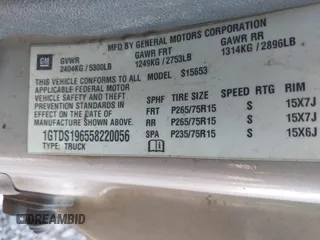 MFD BY GENERAL MOTORS CORPORATION
GM GVWR GAWR FRT GAWR RR
2404KG/5300LB 1249KG/2753LB 1314KG/2896LB
THIS VEHICLE CONFORMS TO ALL
APPLICABLE FEDERAL MOTOR
VEHICLE SAFETY AND THEFT
PREVENTION STANDARDS IN
EFFECT ON THE DATE OF
MANUFACTURE SHOWN ABOVE.
1GTDS196558220056
TYPE: TRUCK
MODEL: S15653
SPHF TIRE SIZE SPEED RTG RIM
FRT P265/75R15 S 15X7J
RR P265/75R15 S 15X7J
SPA P235/75R15 S 15X6J
AUTOBIDMASTER